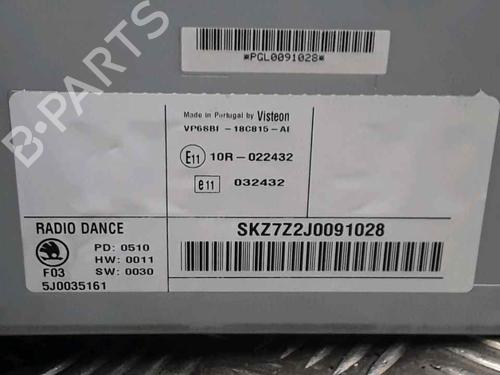 *PGL0091028*
Made in Portugal by Visteon
VP6SBF-18C815-AI
E11 10R-022432
e11 032432
RADIO DANCE
SKZ7Z2J0091028
PD: 0510
F03 HW: 0011
SW: 0030
5J0035161
B-PARTS